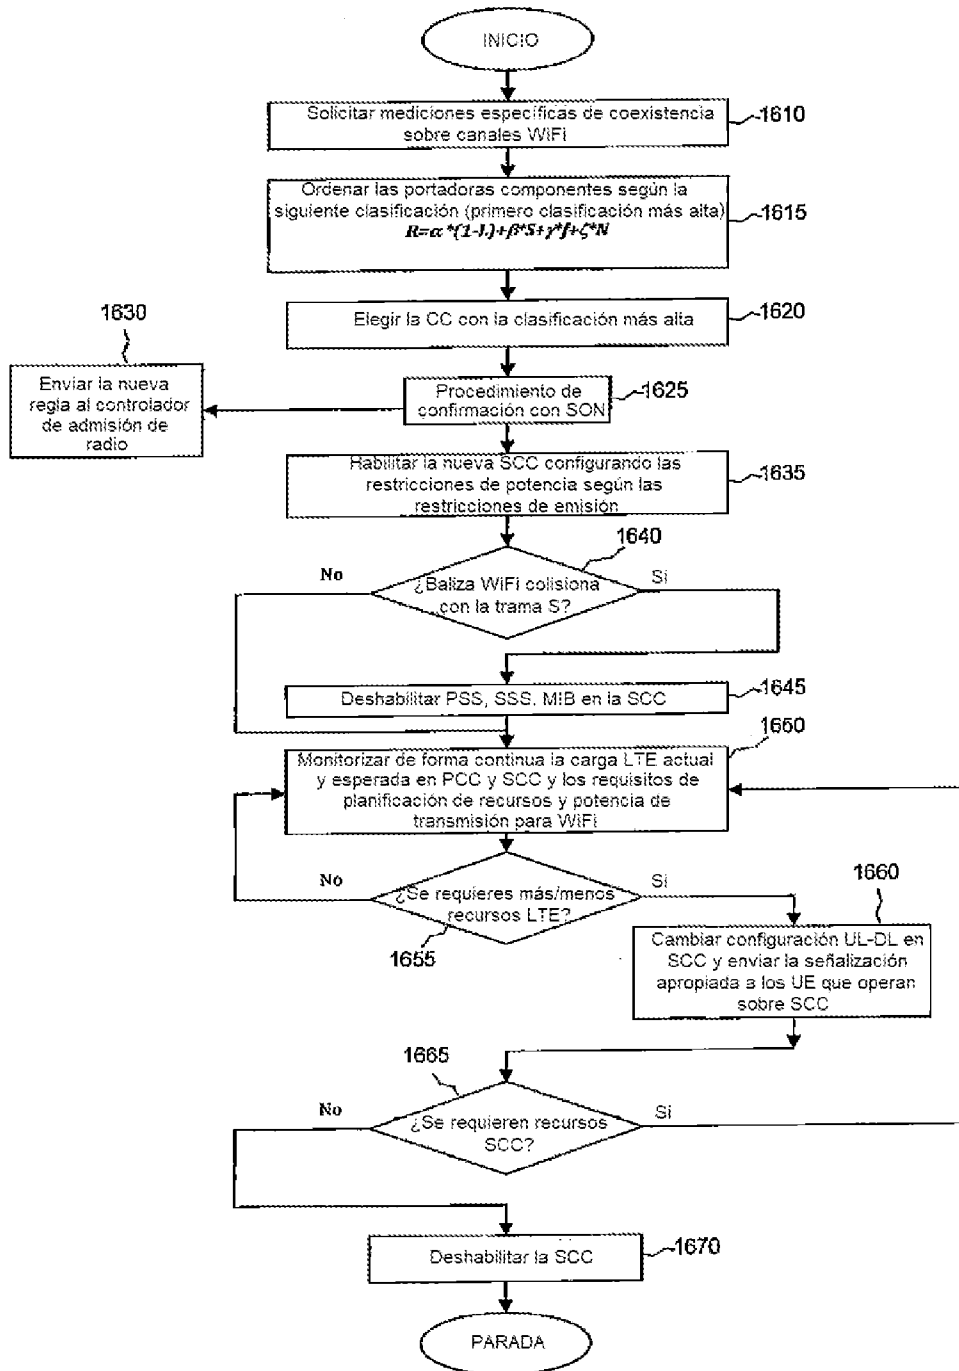 INICIO
Solicitar mediciones específicas de coexistencia
sobre canales WiFi
1610
Ordenar las portadoras componentes según la
siguiente clasificación (primero clasificación más alta)
R=α*(1-L)+β*S+γ*J+ζ*N
1615
Elegir la CC con la clasificación más alta
1620
1630
Enviar la nueva
regla al controlador
de admisión de
radio
Procedimiento de
confirmación con SON
1625
Habilitar la nueva SCC configurando las
restricciones de potencia según las
restricciones de emisión
1635
1640
No
¿Baliza WiFi colisiona
con la trama S?
Sí
Deshabilitar PSS, SSS, MIB en la SCC
1645
1650
Monitorizar de forma continua la carga LTE actual
y esperada en PCC y SCC y los requisitos de
planificación de recursos y potencia de
transmisión para WiFi
No
¿Se requieres más/menos
recursos LTE?
Sí
1655
1660
Cambiar configuración UL-DL en
SCC y enviar la señalización
apropiada a los UE que operan
sobre SCC
1665
No
¿Se requieren recursos
SCC?
Sí
Deshabilitar la SCC
1670
PARADA